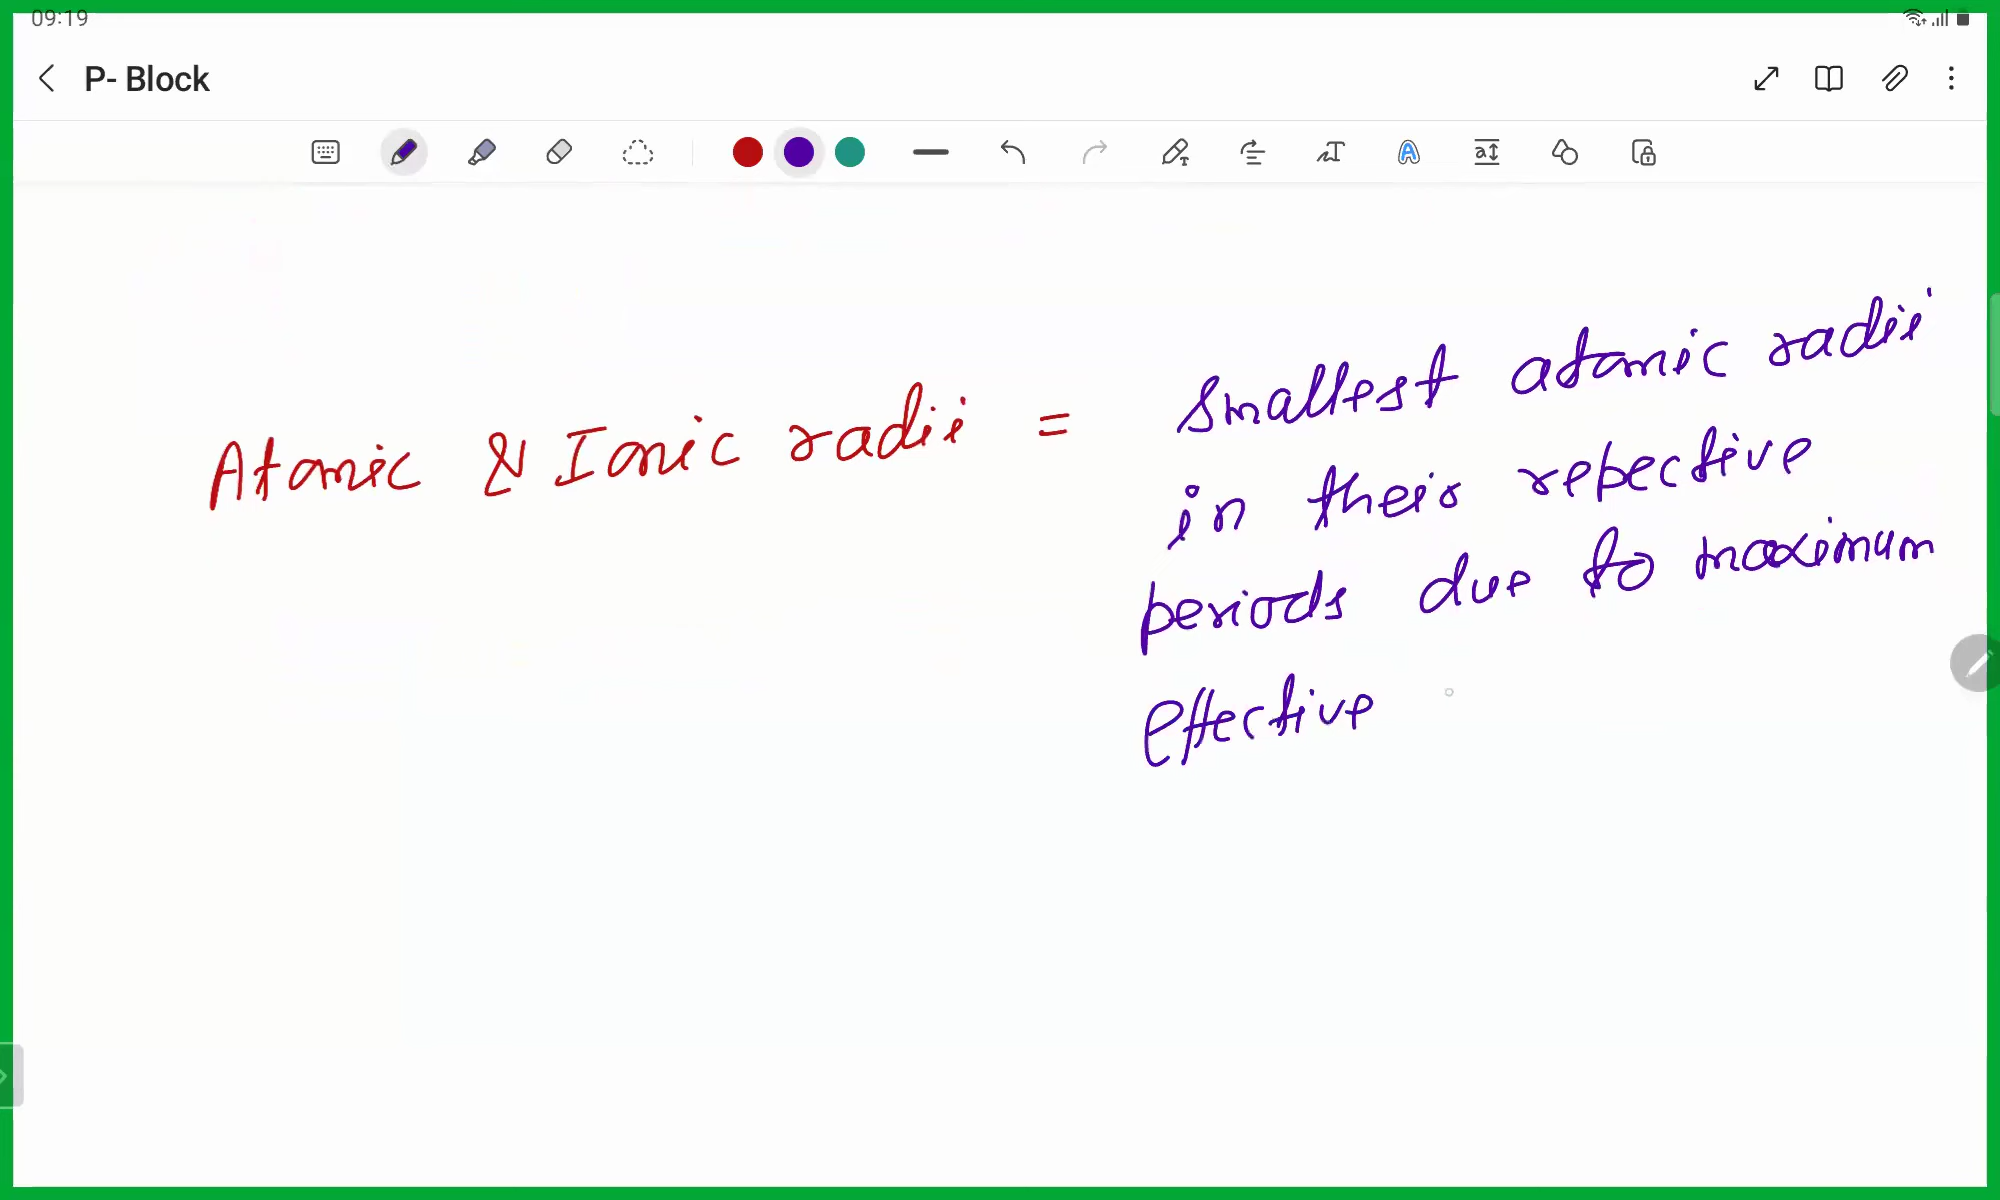 09:19
P- Block
Atomic & Ionic radii = Smallest atomic radii
in their repective
periods due to maximum
effective